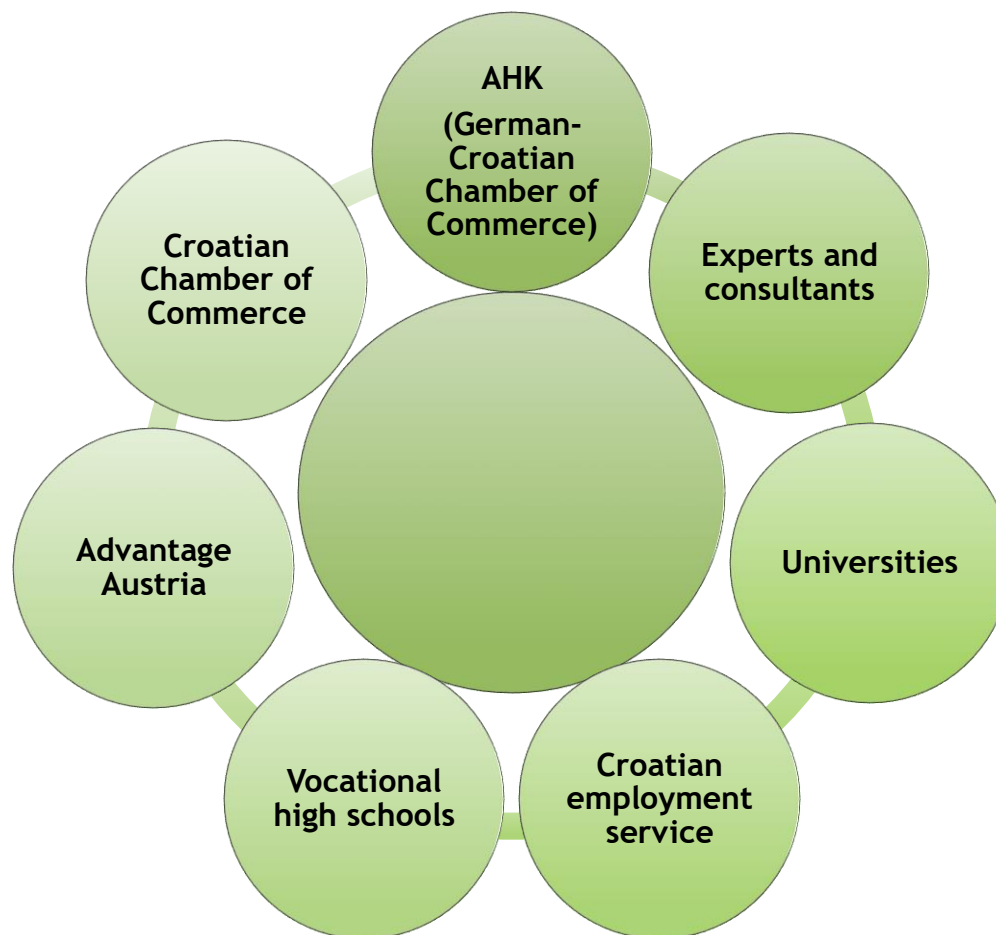 AHK
(German-
Croatian
Chamber of
Commerce)
Experts and
consultants
Universities
Croatian
employment
service
Vocational
high schools
Advantage
Austria
Croatian
Chamber of
Commerce